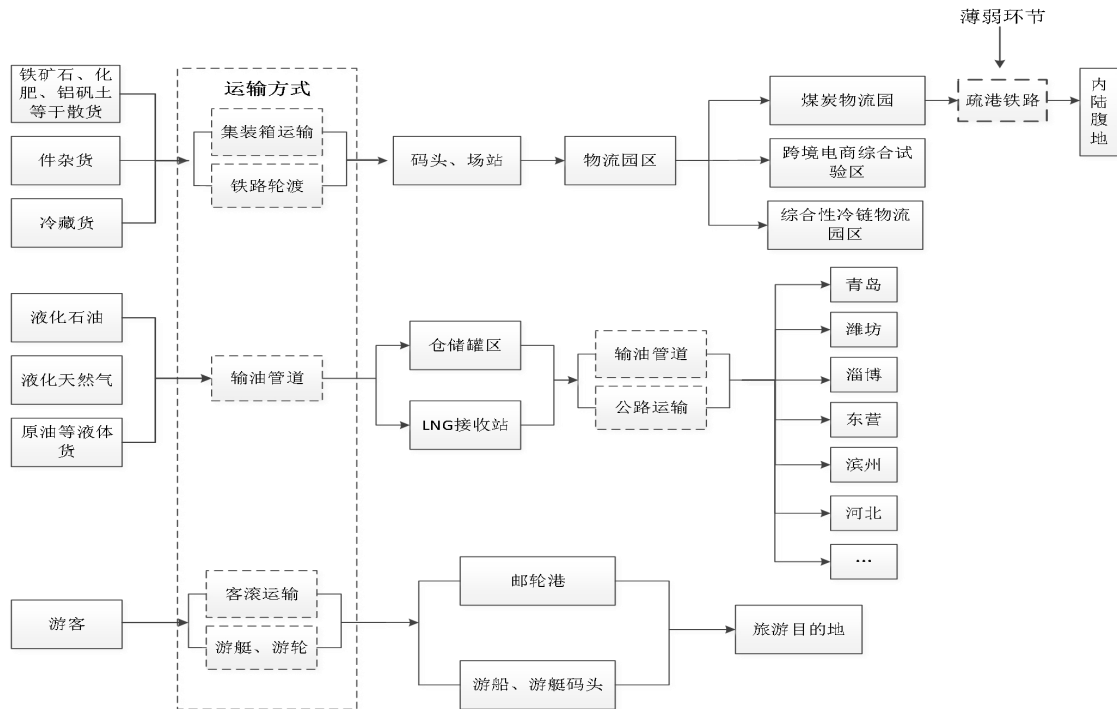 薄弱环节
铁矿石、化
肥、铝矾土
等于散货
件杂货
冷藏货
运输方式
集装箱运输
铁路轮渡
码头、场站
物流园区
煤炭物流园
跨境电商综合试
验区
综合性冷链物流
园区
疏港铁路
内
陆
腹
地
液化石油
液化天然气
原油等液体
货
输油管道
仓储罐区
LNG接收站
输油管道
公路运输
青岛
潍坊
淄博
东营
滨州
河北
…
游客
客滚运输
游艇、游轮
邮轮港
游船、游艇码头
旅游目的地